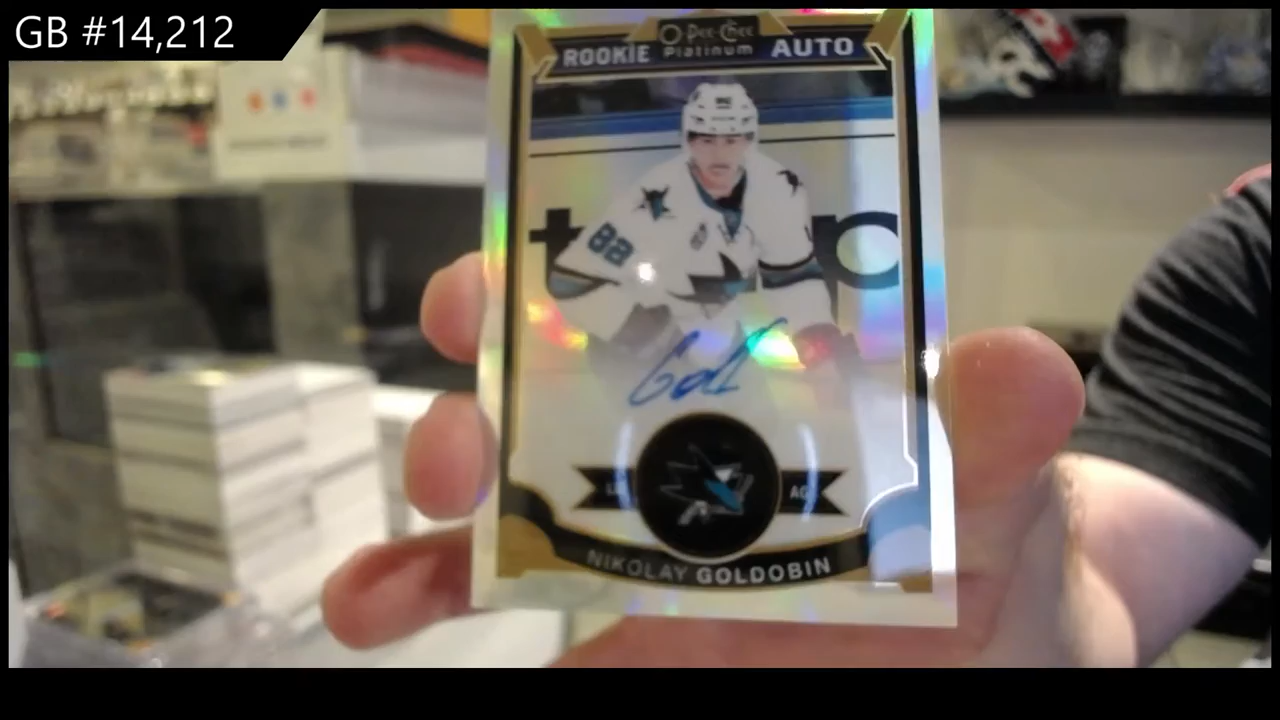 GB #14,212
O Pee-Chee
ROOKIE Platinum AUTO
88
NIKOLAY GOLDOBIN